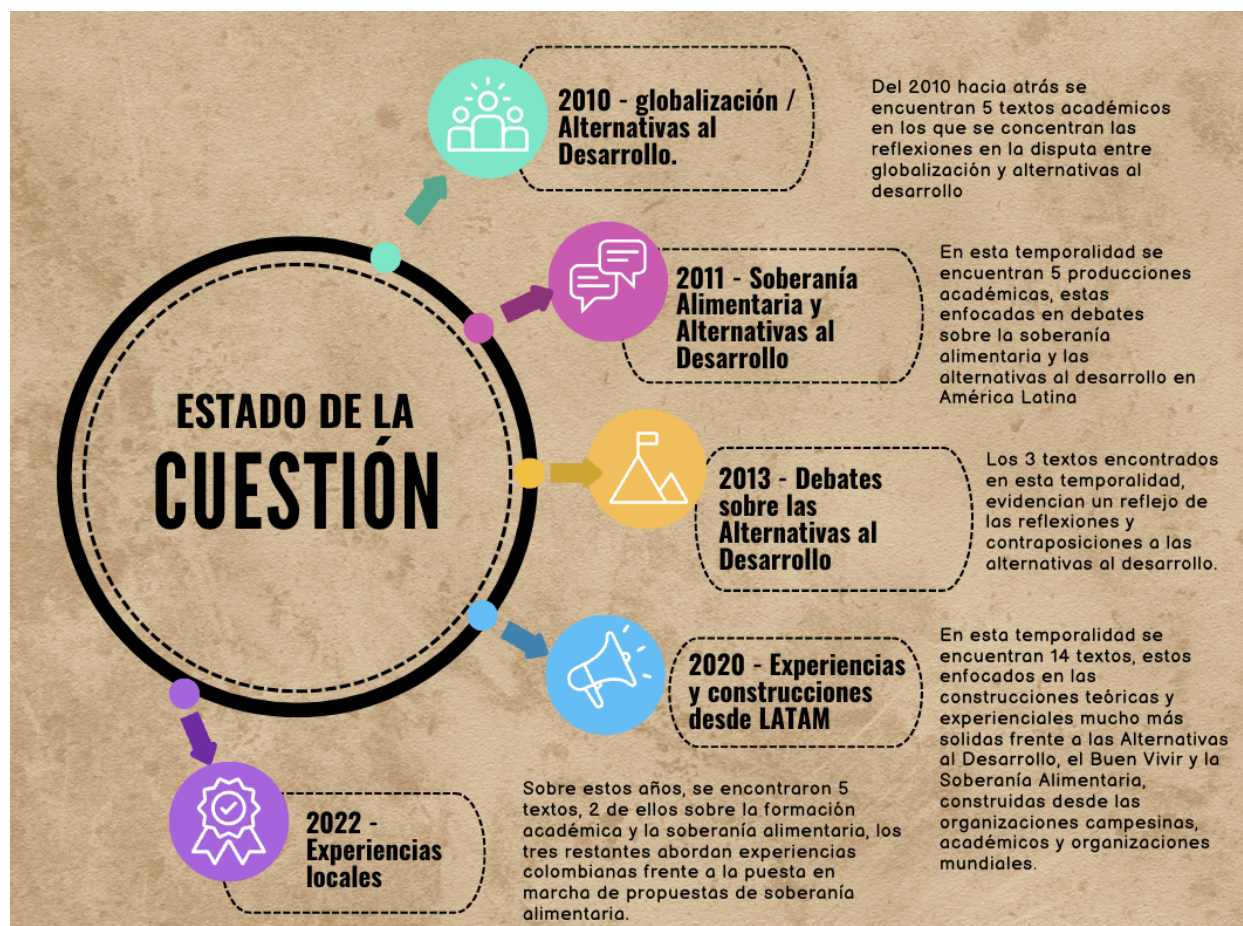 ESTADO DE LA
CUESTIÓN
2010 - globalización /
Alternativas al
Desarrollo.
Del 2010 hacia atrás se
encuentran 5 textos académicos
en los que se concentran las
reflexiones en la disputa entre
globalización y alternativas al
desarrollo
2011 - Soberanía
Alimentaria y
Alternativas al
Desarrollo
En esta temporalidad se
encuentran 5 producciones
académicas, estas
enfocadas en debates
sobre la soberanía
alimentaria y las
alternativas al desarrollo en
América Latina
2013 - Debates
sobre las
Alternativas al
Desarrollo
Los 3 textos encontrados
en esta temporalidad,
evidencian un reflejo de
las reflexiones y
contraposiciones a las
alternativas al desarrollo.
2020 - Experiencias
y construcciones
desde LATAM
En esta temporalidad se
encuentran 14 textos, estos
enfocados en las
construcciones teóricas y
experienciales mucho más
solidas frente a las Alternativas
al Desarrollo, el Buen Vivir y la
Soberanía Alimentaria,
construidas desde las
organizaciones campesinas,
académicos y organizaciones
mundiales.
2022 -
Experiencias
locales
Sobre estos años, se encontraron 5
textos, 2 de ellos sobre la formación
académica y la soberanía alimentaria, los
tres restantes abordan experiencias
colombianas frente a la puesta en
marcha de propuestas de soberanía
alimentaria.